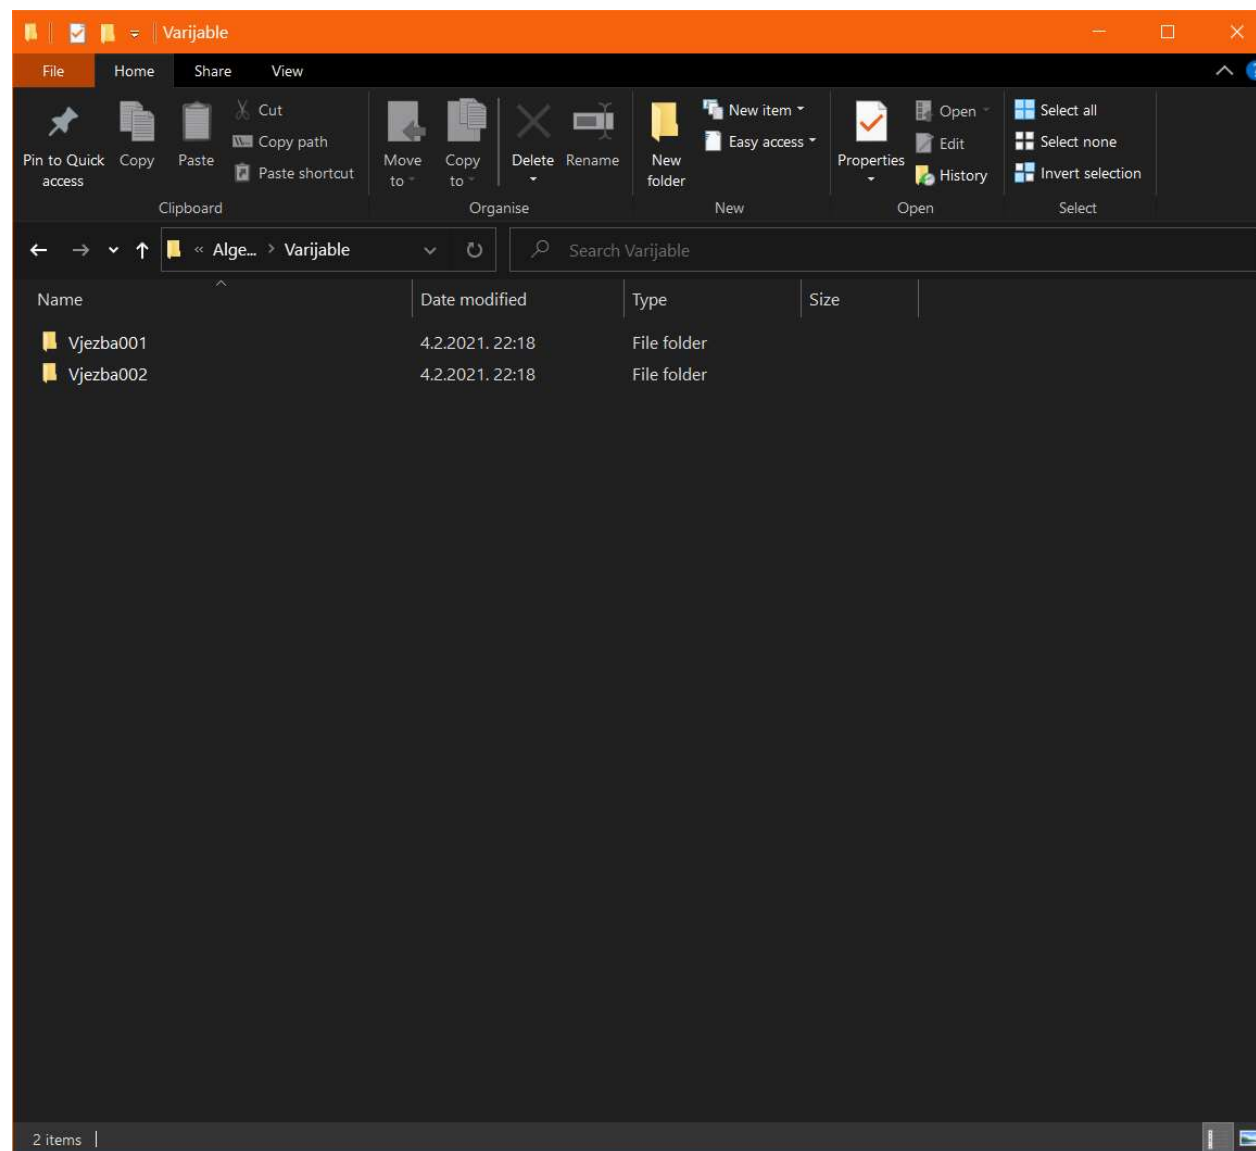 Varijable
File Home Share View
Pin to Quick access
Copy
Paste
Cut
Copy path
Paste shortcut
Clipboard
Move to
Copy to
Delete
Rename
Organise
New folder
New item
Easy access
New
Properties
Open
Edit
History
Open
Select all
Select none
Invert selection
Select
« Alge... > Varijable
Search Varijable
Name Date modified Type Size
Vjezba001 4.2.2021. 22:18 File folder
Vjezba002 4.2.2021. 22:18 File folder
2 items